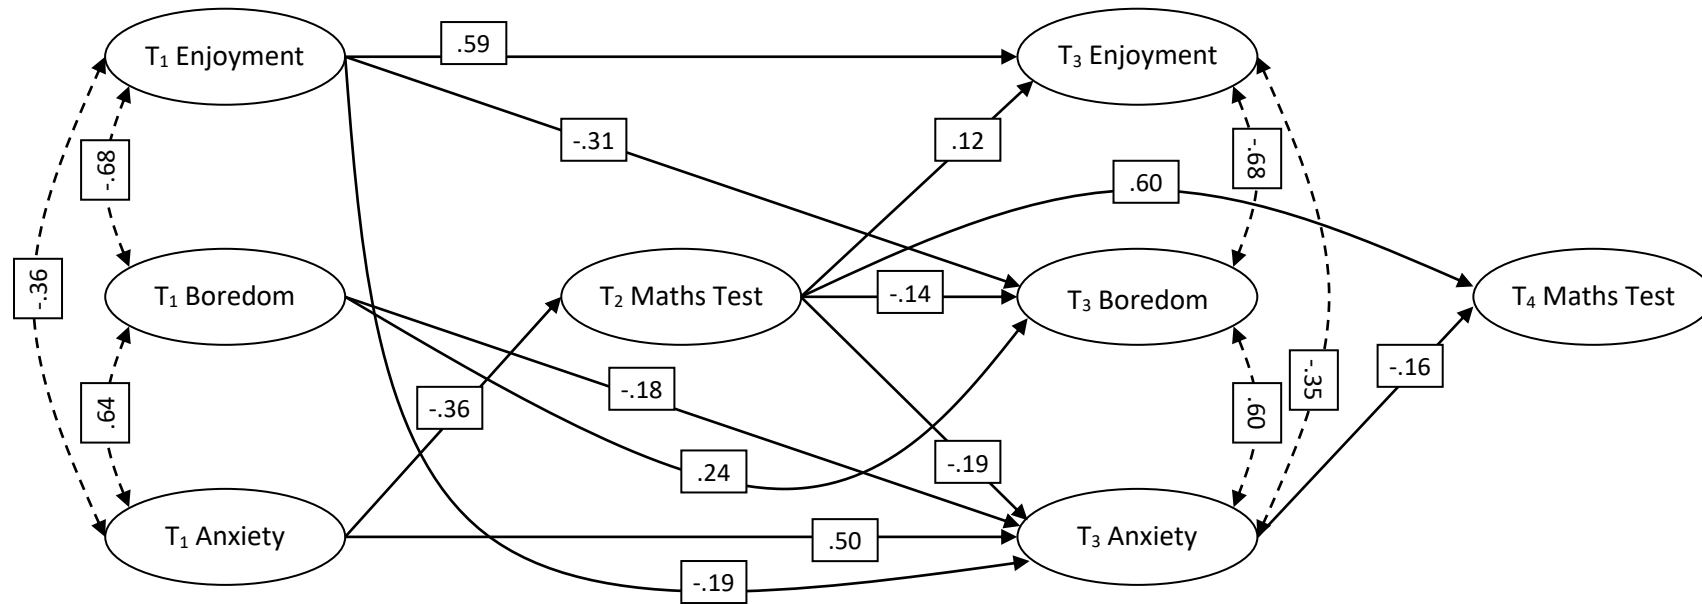 .59
T₁ Enjoyment
T₃ Enjoyment
-.31
.12
-.68
-.68
.60
-.36
T₁ Boredom
T₂ Maths Test
-.14
T₃ Boredom
T₄ Maths Test
-.18
-.36
-.16
-.35
.64
.60
.24
-.19
T₁ Anxiety
.50
T₃ Anxiety
-.19